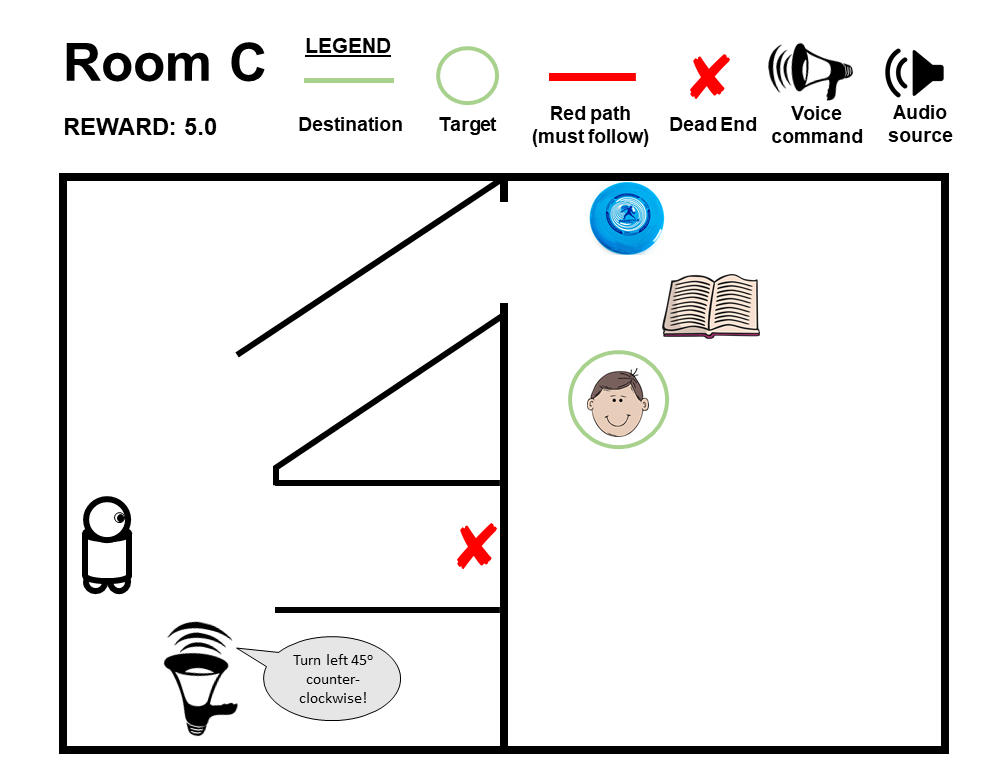 Room C
REWARD: 5.0
LEGEND
Destination
Target
Red path
(must follow)
Dead End
Voice
command
Audio
source
Turn left 45°
counter-
clockwise!